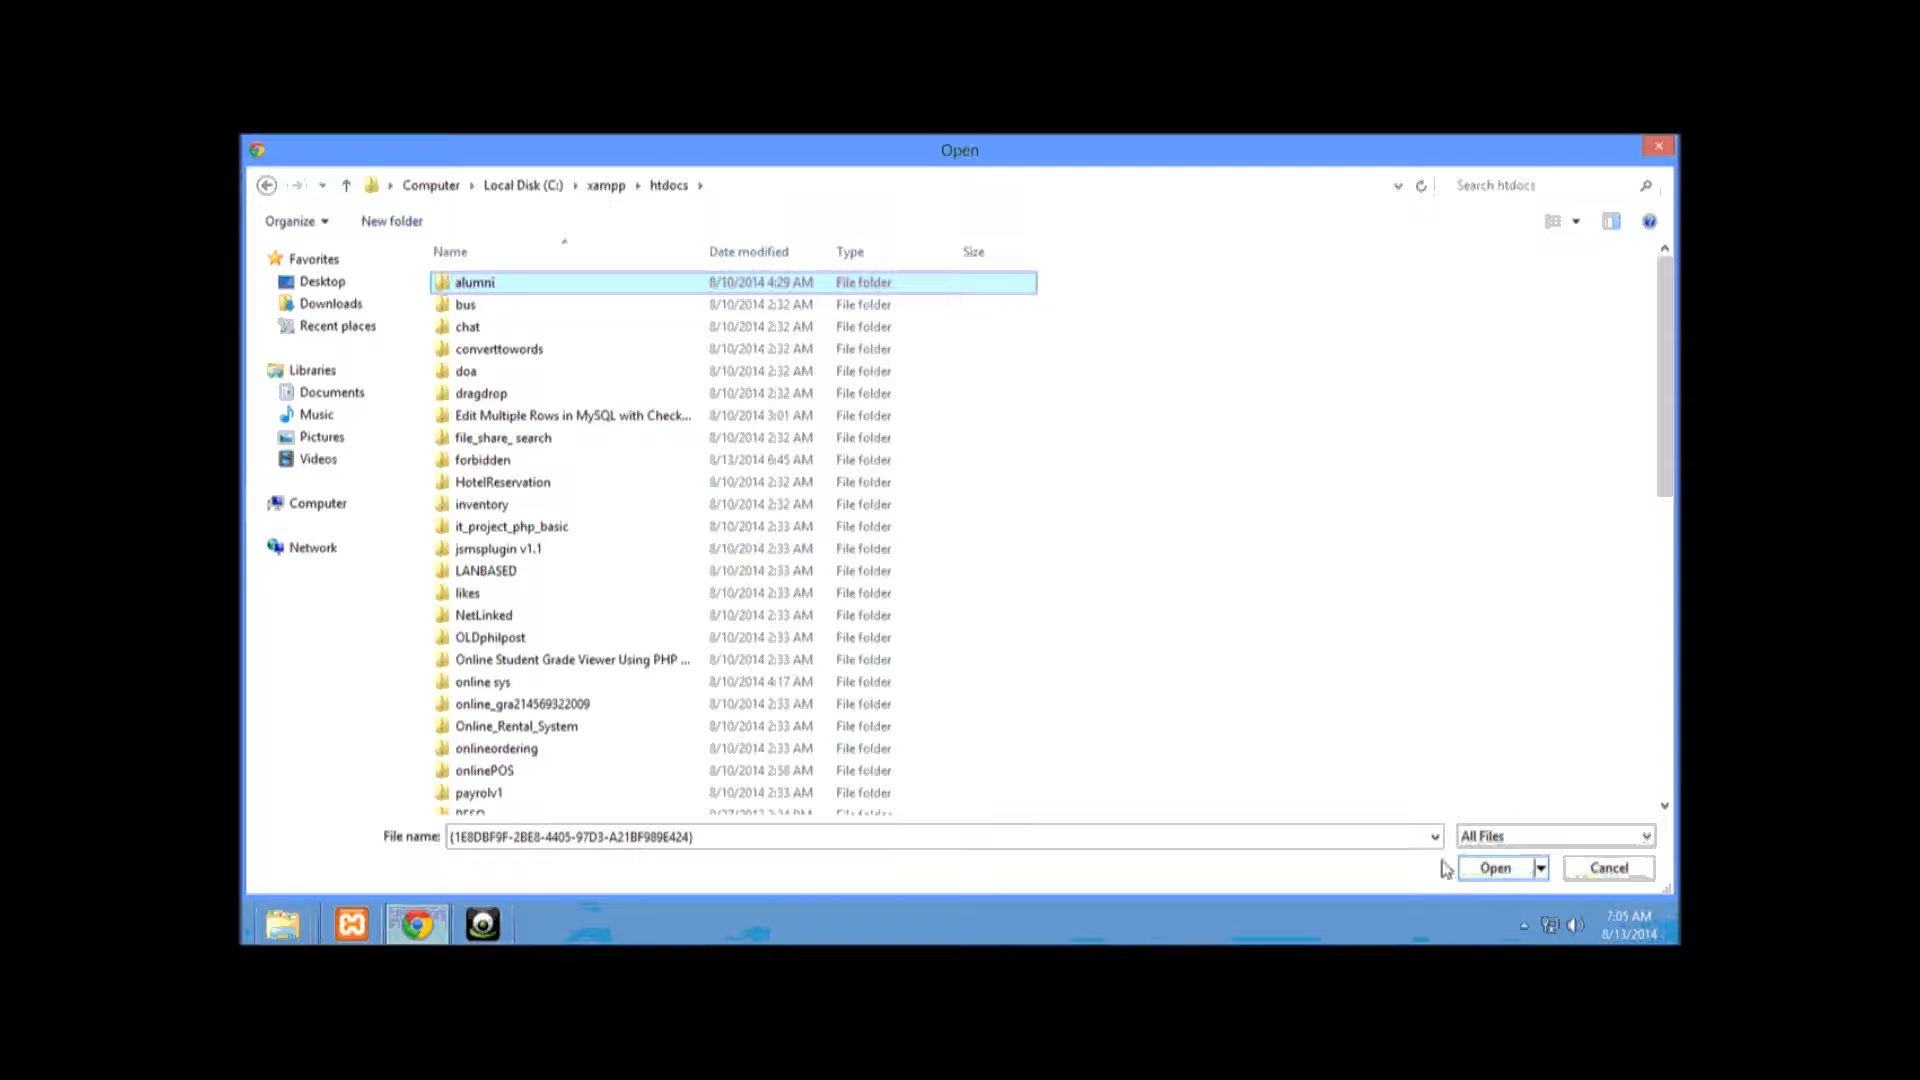 Open
Computer Local Disk (C:) xampp htdocs
Search htdocs
Organize New folder
Name Date modified Type Size
Favorites
Desktop
Downloads
Recent places
Libraries
Documents
Music
Pictures
Videos
Computer
Network
alumni 8/10/2014 4:29 AM File folder
bus 8/10/2014 2:32 AM File folder
chat 8/10/2014 2:32 AM File folder
converttowords 8/10/2014 2:32 AM File folder
doa 8/10/2014 2:32 AM File folder
dragdrop 8/10/2014 2:32 AM File folder
Edit Multiple Rows in MySQL with Check... 8/10/2014 3:01 AM File folder
file_share_ search 8/10/2014 2:32 AM File folder
forbidden 8/13/2014 6:45 AM File folder
HotelReservation 8/10/2014 2:32 AM File folder
inventory 8/10/2014 2:32 AM File folder
it_project_php_basic 8/10/2014 2:33 AM File folder
jsmsplugin v1.1 8/10/2014 2:33 AM File folder
LANBASED 8/10/2014 2:33 AM File folder
likes 8/10/2014 2:33 AM File folder
NetLinked 8/10/2014 2:33 AM File folder
OLDphilpost 8/10/2014 2:33 AM File folder
Online Student Grade Viewer Using PHP ... 8/10/2014 2:33 AM File folder
online sys 8/10/2014 4:17 AM File folder
online_gra214569322009 8/10/2014 2:33 AM File folder
Online_Rental_System 8/10/2014 2:33 AM File folder
onlineordering 8/10/2014 2:33 AM File folder
onlinePOS 8/10/2014 2:58 AM File folder
payrolv1 8/10/2014 2:33 AM File folder
File name: {1E8DBF9F-2BE8-4405-97D3-A21BF989E424} All Files
Open Cancel
7:05 AM
8/13/2014